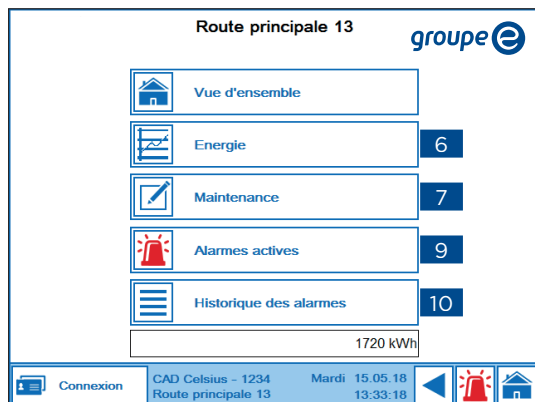 Route principale 13
groupe e
Vue d'ensemble
Energie
6
Maintenance
7
Alarmes actives
9
Historique des alarmes
10
1720 kWh
Connexion
CAD Celsius - 1234
Route principale 13
Mardi 15.05.18
13:33:18